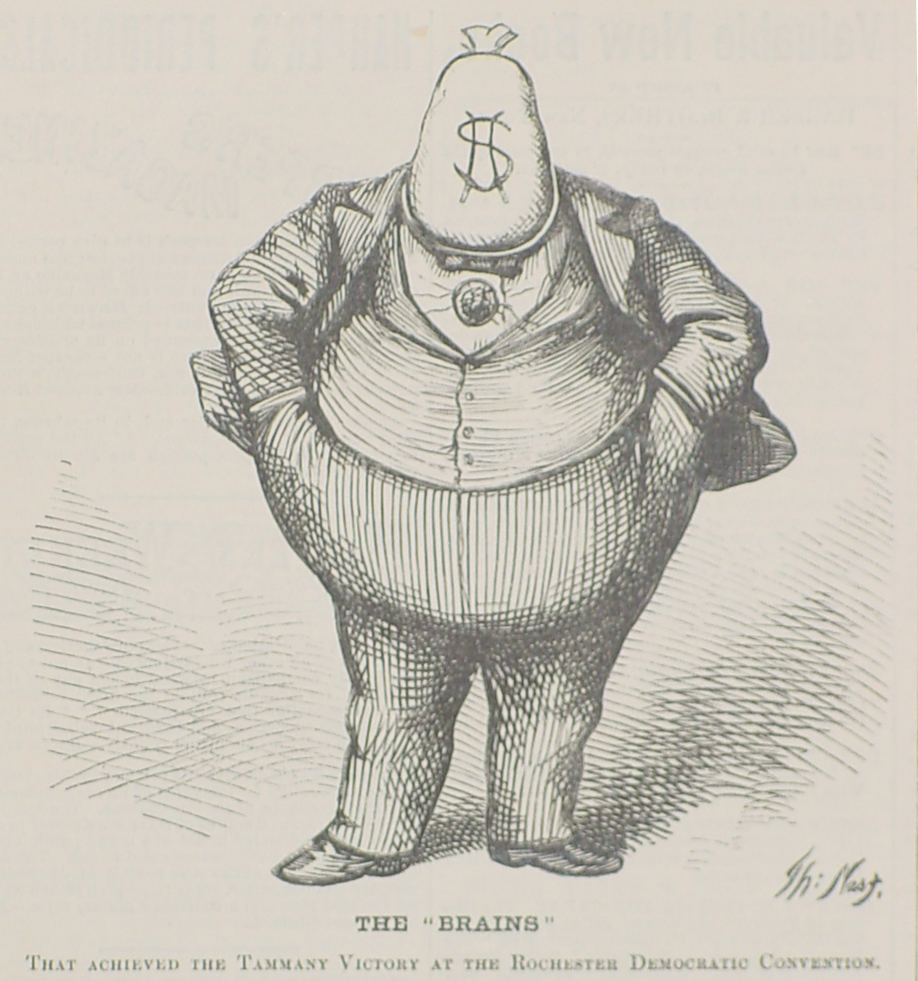 $
Th: Nast.
THE "BRAINS"
THAT ACHIEVED THE TAMMANY VICTORY AT THE ROCHESTER DEMOCRATIC CONVENTION.